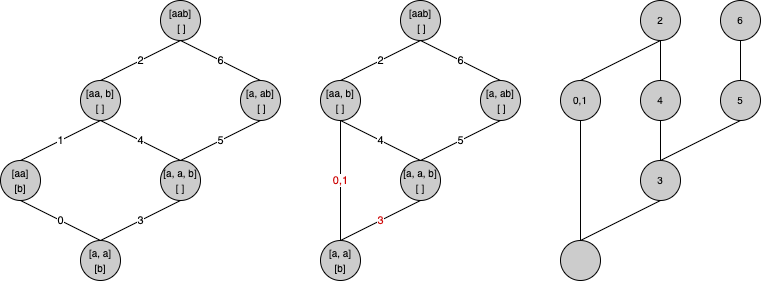 [aab]
[ ]
2
6
[aa, b]
[ ]
[a, ab]
[ ]
1
4
5
[aa]
[b]
[a, a, b]
[ ]
0
3
[a, a]
[b]
[aab]
[ ]
2
6
[aa, b]
[ ]
[a, ab]
[ ]
4
5
0,1
[a, a, b]
[ ]
3
[a, a]
[b]
2
6
0,1
4
5
3